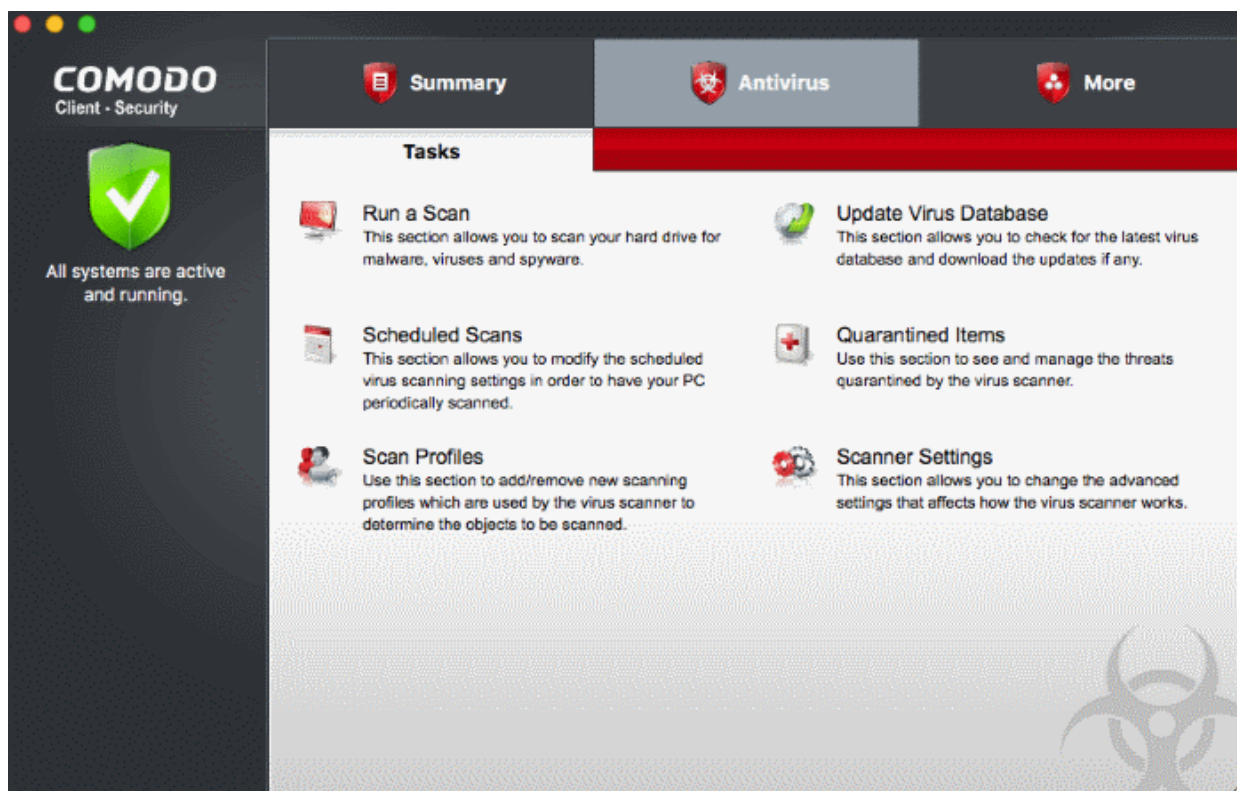 COMODO
Client - Security
Summary
Antivirus
More
All systems are active
and running.
Tasks
Run a Scan
This section allows you to scan your hard drive for
malware, viruses and spyware.
Update Virus Database
This section allows you to check for the latest virus
database and download the updates if any.
Scheduled Scans
This section allows you to modify the scheduled
virus scanning settings in order to have your PC
periodically scanned.
Quarantined Items
Use this section to see and manage the threats
quarantined by the virus scanner.
Scan Profiles
Use this section to add/remove new scanning
profiles which are used by the virus scanner to
determine the objects to be scanned.
Scanner Settings
This section allows you to change the advanced
settings that affects how the virus scanner works.